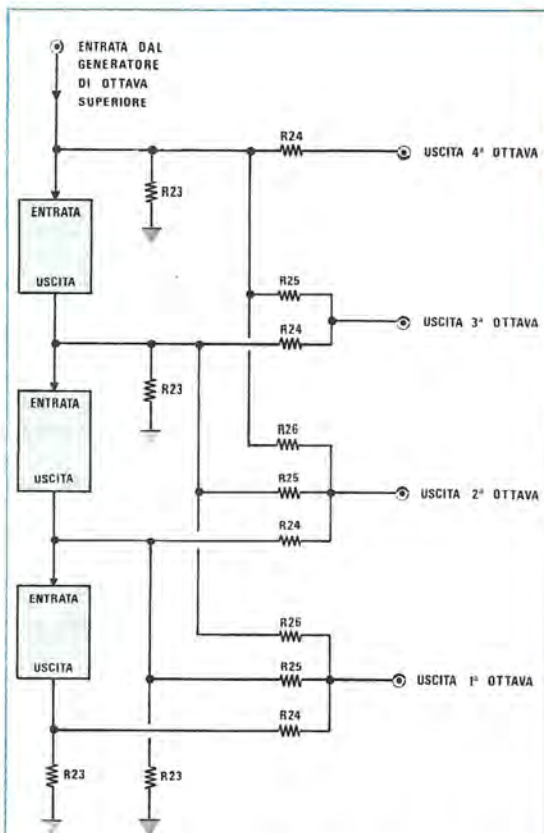 ENTRATA DAL
GENERATORE
DI OTTAVA
SUPERIORE
R24
USCITA 4ª OTTAVA
R23
ENTRATA
USCITA
R25
USCITA 3ª OTTAVA
R24
R23
ENTRATA
USCITA
R26
R25
USCITA 2ª OTTAVA
R24
ENTRATA
USCITA
R26
R25
USCITA 1ª OTTAVA
R24
R23
R23